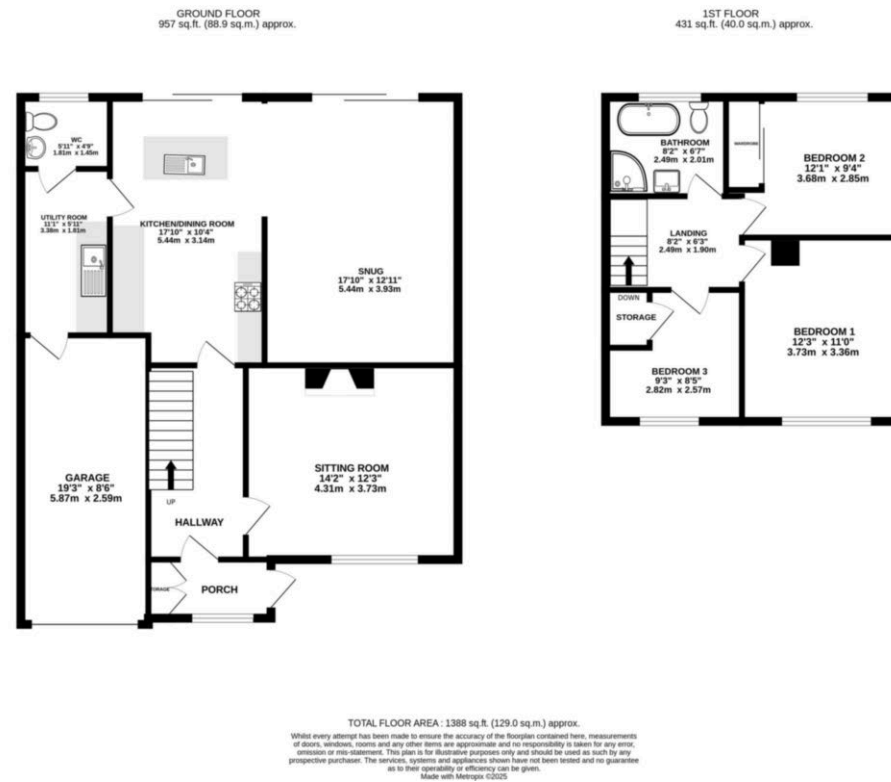 GROUND FLOOR
957 sq.ft. (88.9 sq.m.) approx.
1ST FLOOR
431 sq.ft. (40.0 sq.m.) approx.
WC
5'11" x 4'9"
1.81m x 1.45m
UTILITY ROOM
11'1" x 5'11"
3.38m x 1.81m
KITCHEN/DINING ROOM
17'10" x 10'4"
5.44m x 3.14m
SNUG
17'10" x 12'11"
5.44m x 3.93m
GARAGE
19'3" x 8'6"
5.87m x 2.59m
UP
HALLWAY
SITTING ROOM
14'2" x 12'3"
4.31m x 3.73m
PORCH
BATHROOM
8'2" x 6'7"
2.49m x 2.01m
WARDROBE
BEDROOM 2
12'1" x 9'4"
3.68m x 2.85m
LANDING
8'2" x 6'3"
2.49m x 1.90m
DOWN
STORAGE
BEDROOM 1
12'3" x 11'0"
3.73m x 3.36m
BEDROOM 3
9'3" x 8'5"
2.82m x 2.57m
TOTAL FLOOR AREA : 1388 sq.ft. (129.0 sq.m.) approx.
Whilst every attempt has been made to ensure the accuracy of the floorplan contained here, measurements
of doors, windows, rooms and any other items are approximate and no responsibility is taken for any error,
omission or mis-statement. This plan is for illustrative purposes only and should be used as such by any
prospective purchaser. The services, systems and appliances shown have not been tested and no guarantee
as to their operability or efficiency can be given.
Made with Metropix ©2025